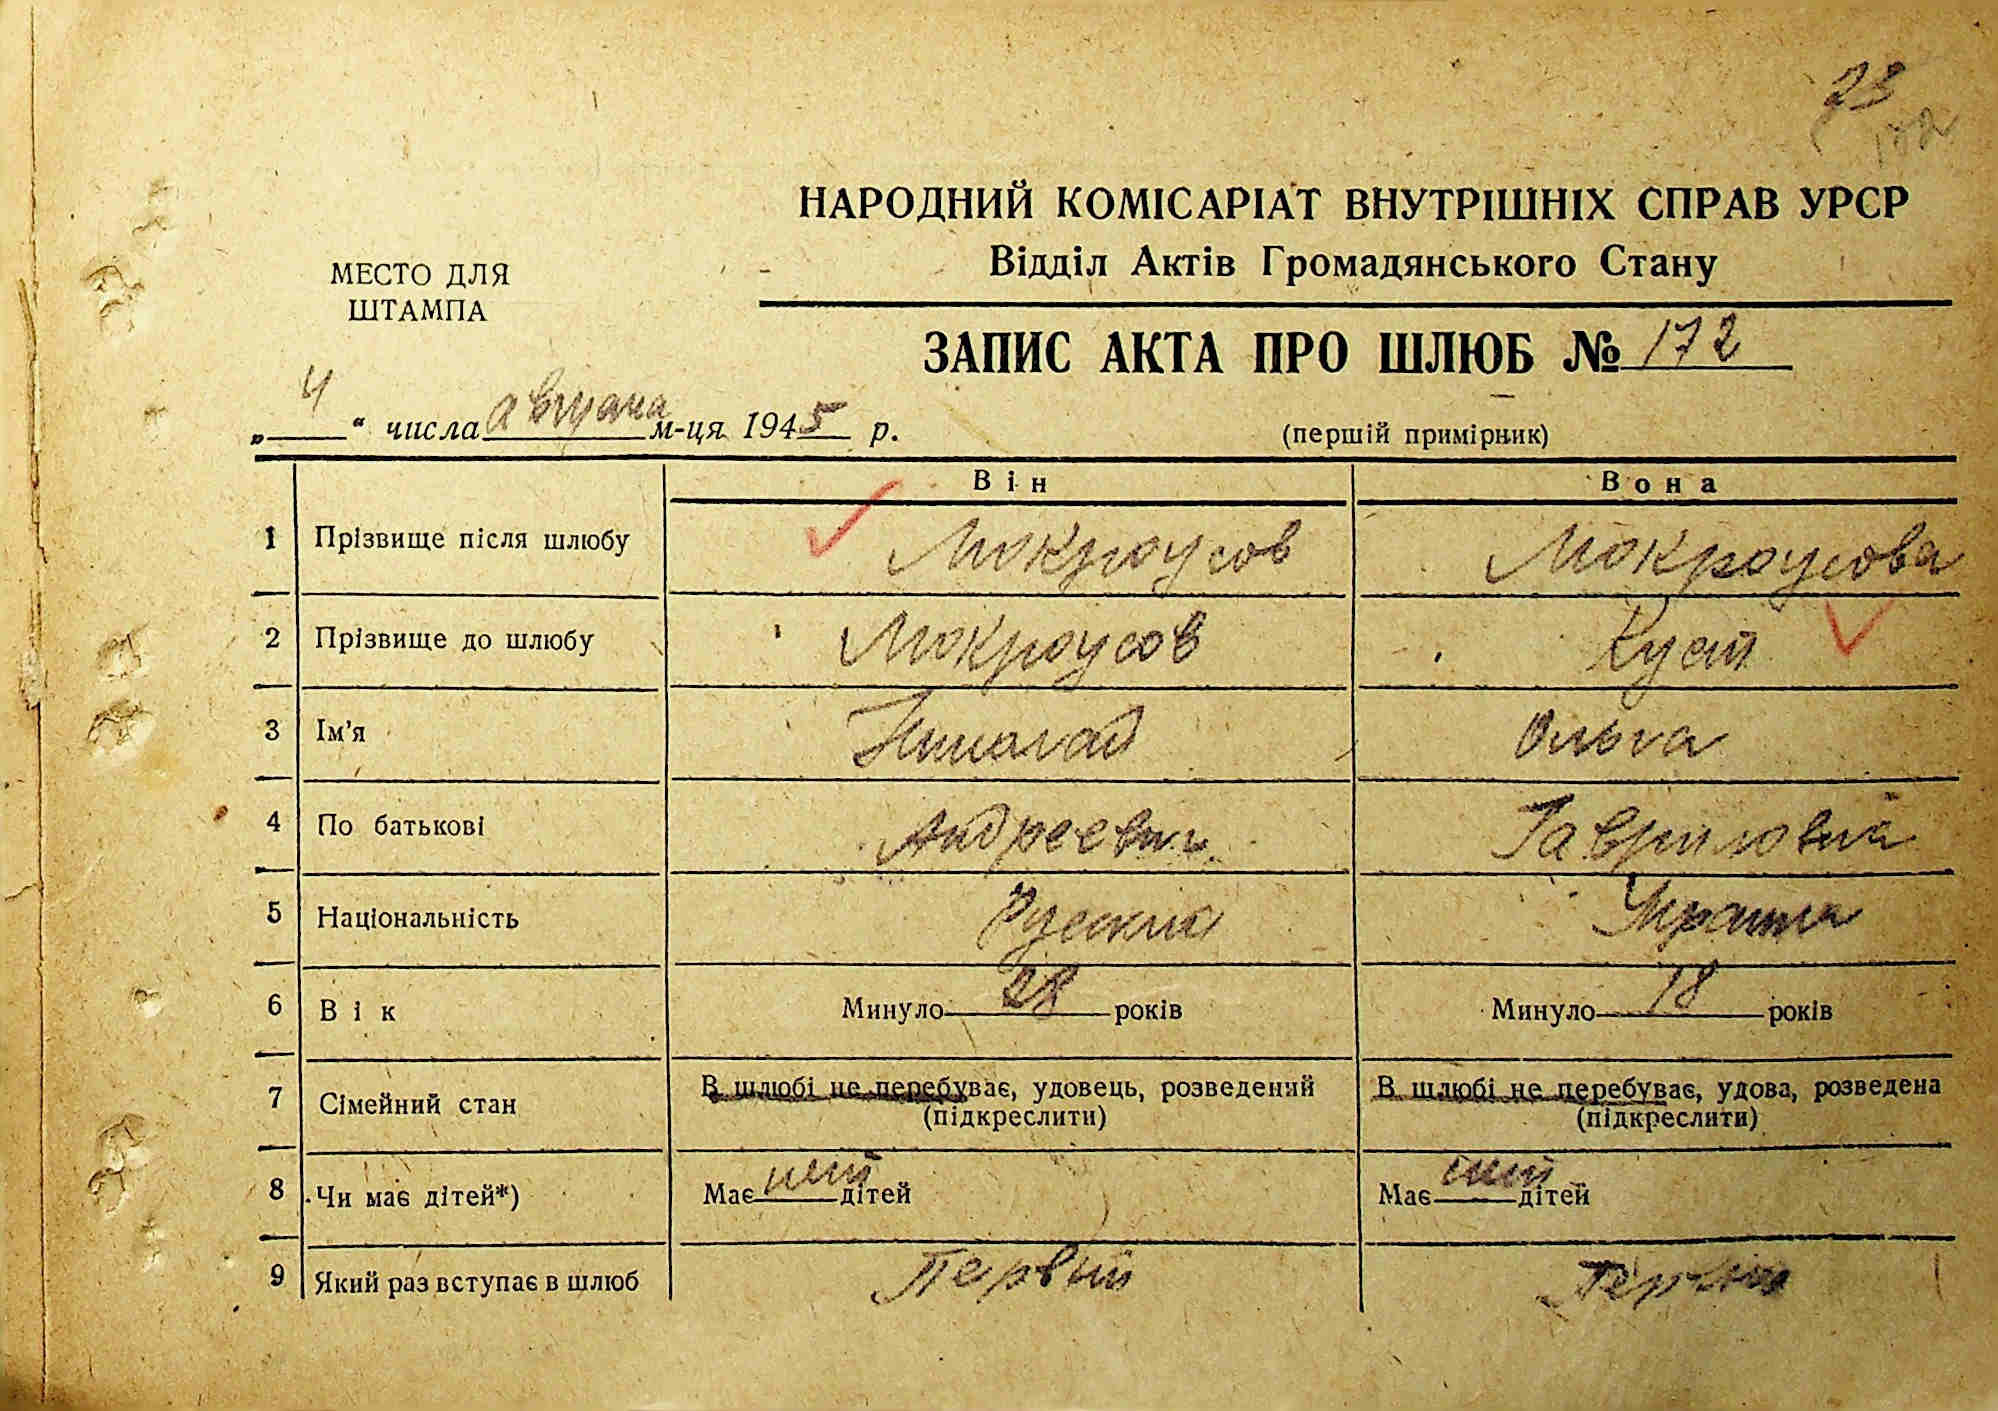 23
172
НАРОДНИЙ КОМІСАРІАТ ВНУТРІШНІХ СПРАВ УРСР
Відділ Актів Громадянського Стану
МЕСТО ДЛЯ
ШТАМПА
ЗАПИС АКТА ПРО ШЛЮБ № 172
„ 4 “ числа августа м-ця 1945 р.
(першій примірник)
Він Вона
1 Прізвище після шлюбу Мокроусов Мокроусова
2 Прізвище до шлюбу Мокроусов
3 Ім'я Николай Ольга
4 По батькові Андреевич Гавриловна
5 Національність Русский
6 Вік Минуло 28 років Минуло 18 років
7 Сімейний стан В шлюбі не перебуває, удовець, розведений В шлюбі не перебуває, удова, розведена
(підкреслити) (підкреслити)
8 Чи має дітей*) Має нет дітей Має нет дітей
9 Який раз вступає в шлюб Первый Первый